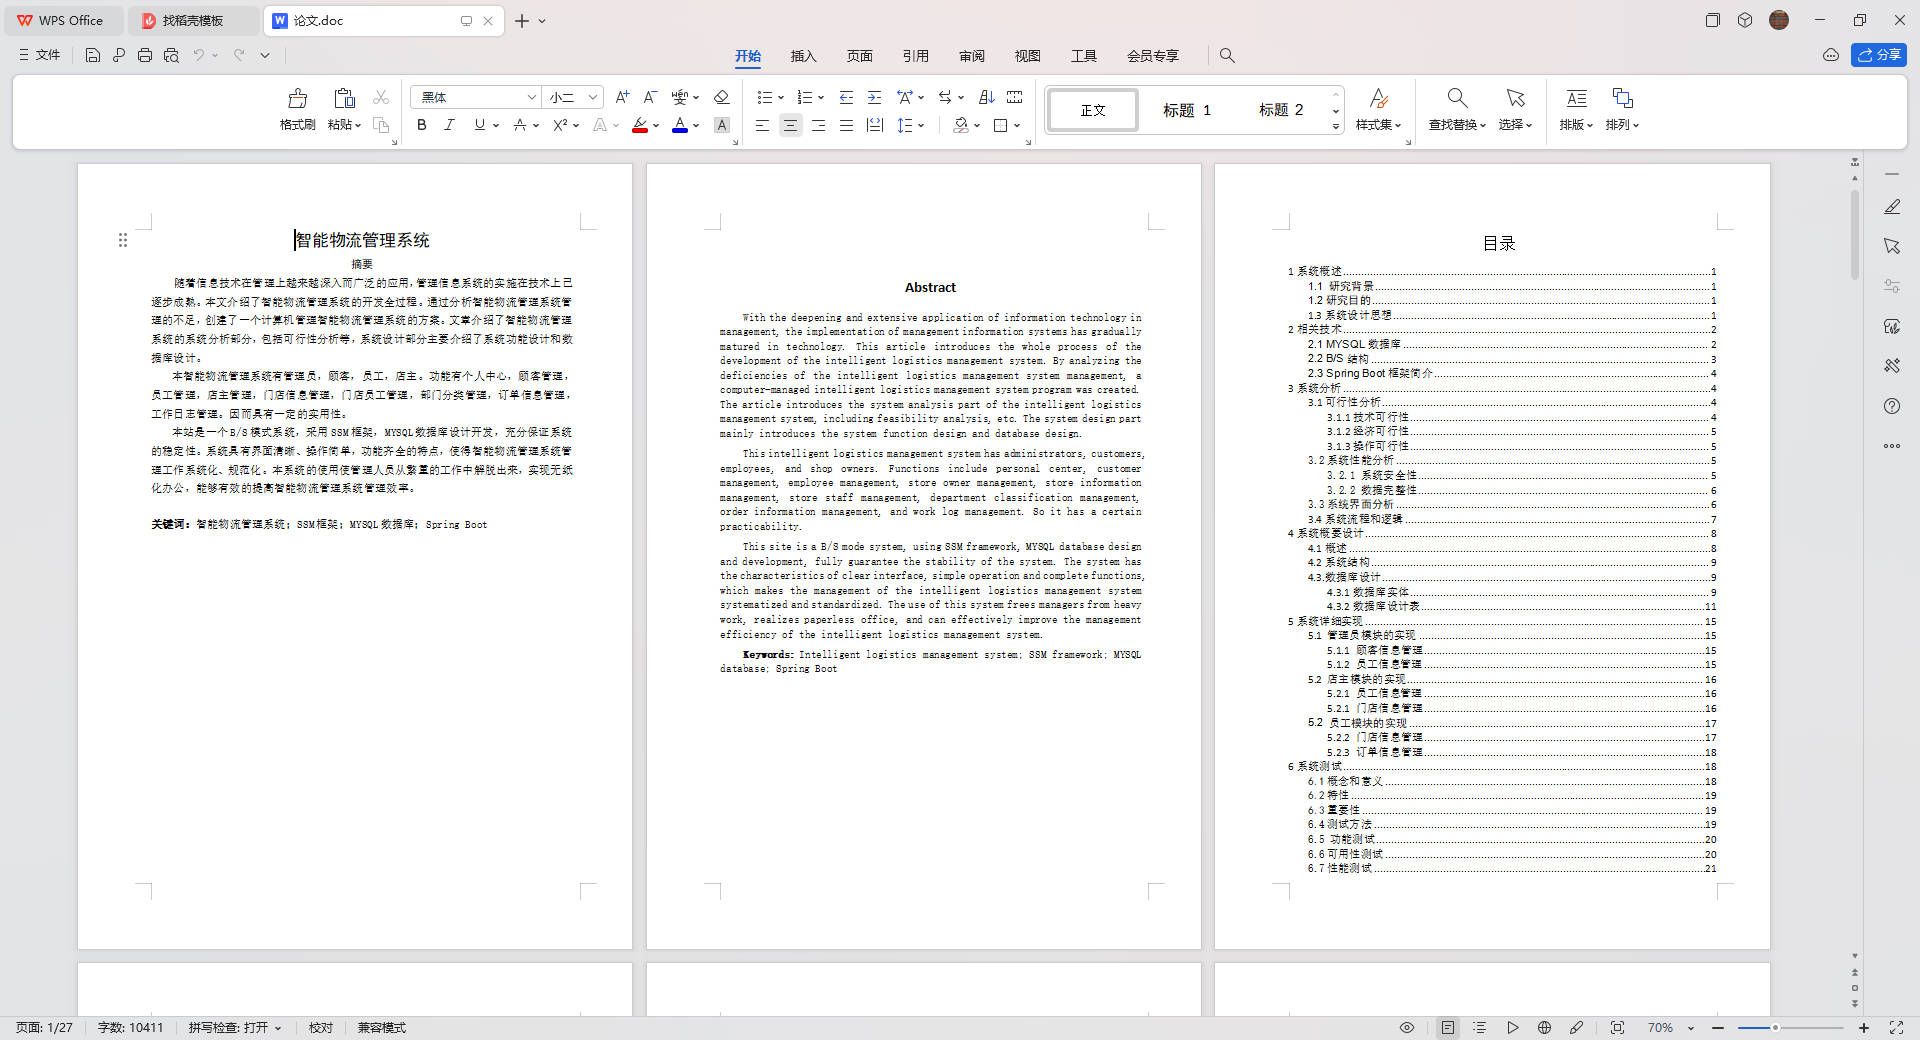 WPS Office
找稻壳模板
论文.doc
文件
开始
插入
页面
引用
审阅
视图
工具
会员专享
分享
格式刷
粘贴
黑体
小二
正文
标题 1
标题 2
样式集
查找替换
选择
排版
排列
智能物流管理系统
摘要
随着信息技术在管理上越来越深入而广泛的应用，管理信息系统的实施在技术上已
逐步成熟。本文介绍了智能物流管理系统的开发全过程。通过分析智能物流管理系统管
理的不足，创建了一个计算机管理智能物流管理系统的方案。文章介绍了智能物流管理
系统的系统分析部分，包括可行性分析等，系统设计部分主要介绍了系统功能设计和数
据库设计。
本智能物流管理系统有管理员，顾客，员工，店主。功能有个人中心，顾客管理，
员工管理，店主管理，门店信息管理，门店员工管理，部门分类管理，订单信息管理，
工作日志管理。因而具有一定的实用性。
本站是一个B/S模式系统，采用SSM框架，MYSQL数据库设计开发，充分保证系统
的稳定性。系统具有界面清晰、操作简单，功能齐全的特点，使得智能物流管理系统管
理工作系统化、规范化。本系统的使用使管理人员从繁重的工作中解脱出来，实现无纸
化办公，能够有效的提高智能物流管理系统管理效率。
关键词：智能物流管理系统；SSM框架；MYSQL数据库；Spring Boot
Abstract
With the deepening and extensive application of information technology in
management, the implementation of management information systems has gradually
matured in technology. This article introduces the whole process of the
development of the intelligent logistics management system. By analyzing the
deficiencies of the intelligent logistics management system management, a
computer-managed intelligent logistics management system program was created.
The article introduces the system analysis part of the intelligent logistics
management system, including feasibility analysis, etc. The system design part
mainly introduces the system function design and database design.
This intelligent logistics management system has administrators, customers,
employees, and shop owners. Functions include personal center, customer
management, employee management, store owner management, store information
management, store staff management, department classification management,
order information management, and work log management. So it has a certain
practicability.
This site is a B/S mode system, using SSM framework, MYSQL database design
and development, fully guarantee the stability of the system. The system has
the characteristics of clear interface, simple operation and complete functions,
which makes the management of the intelligent logistics management system
systematized and standardized. The use of this system frees managers from heavy
work, realizes paperless office, and can effectively improve the management
efficiency of the intelligent logistics management system.
Keywords: Intelligent logistics management system; SSM framework; MYSQL
database; Spring Boot
目录
1 系统概述 1
1.1 研究背景 1
1.2 研究目的 1
1.3 系统设计思想 1
2 相关技术 2
2.1 MYSQL 数据库 2
2.2 B/S 结构 3
2.3 Spring Boot 框架简介 4
3 系统分析 4
3.1 可行性分析 4
3.1.1 技术可行性 4
3.1.2 经济可行性 5
3.1.3 操作可行性 5
3.2 系统性能分析 5
3.2.1 系统安全性 5
3.2.2 数据完整性 6
3.3 系统界面分析 6
3.4 系统流程和逻辑 7
4 系统概要设计 8
4.1 概述 8
4.2 系统结构 9
4.3.数据库设计 9
4.3.1 数据库实体 9
4.3.2 数据库设计表 11
5 系统详细实现 15
5.1 管理员模块的实现 15
5.1.1 顾客信息管理 15
5.1.2 员工信息管理 15
5.2 店主模块的实现 16
5.2.1 员工信息管理 16
5.2.1 门店信息管理 16
5.2 员工模块的实现 17
5.2.2 门店信息管理 17
5.2.3 订单信息管理 18
6 系统测试 18
6.1 概念和意义 18
6.2 特性 19
6.3 重要性 19
6.4 测试方法 19
6.5 功能测试 20
6.6 可用性测试 20
6.7 性能测试 21
页面: 1/27
字数: 10411
拼写检查: 打开
校对
兼容模式
70%